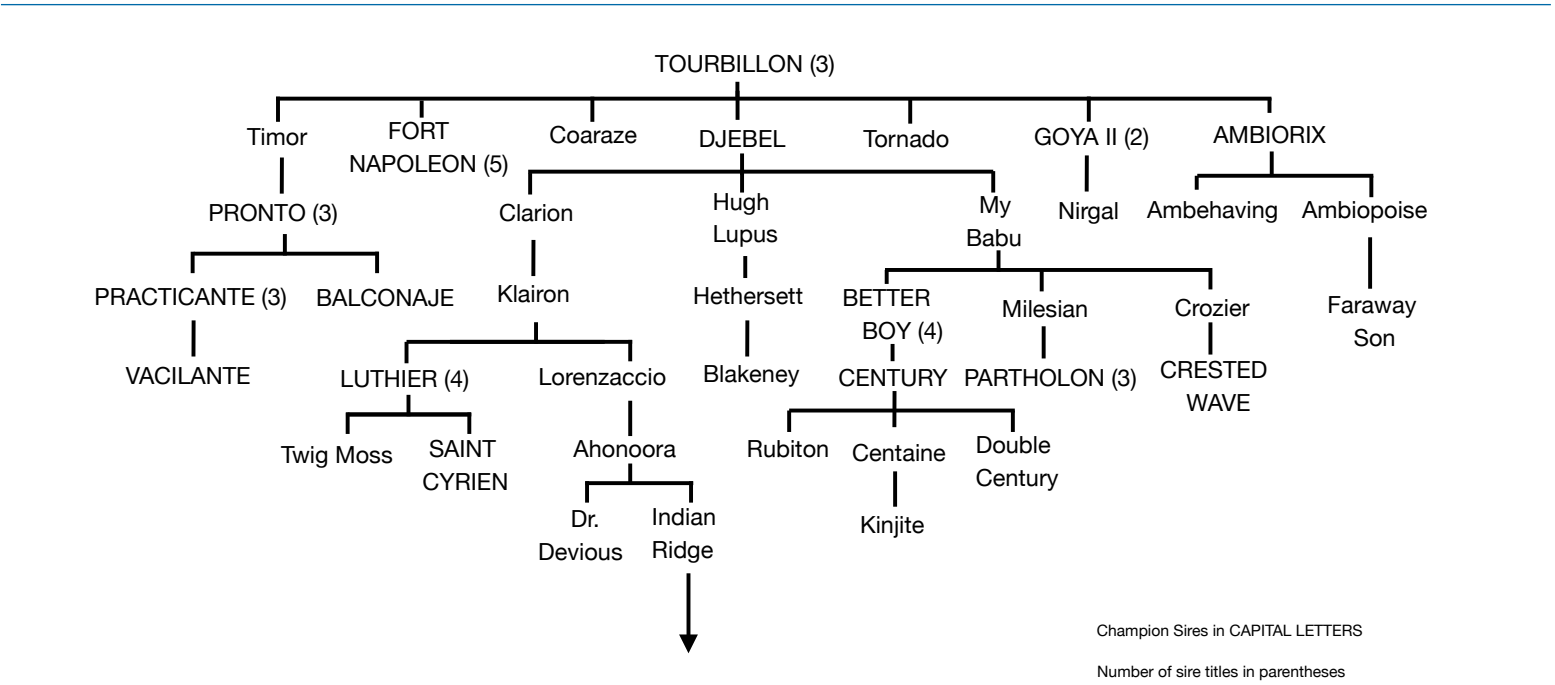 TOURBILLON (3)
Timor
FORT
NAPOLEON (5)
Coaraze
DJEBEL
Tornado
GOYA II (2)
AMBIORIX
PRONTO (3)
Clarion
Hugh
Lupus
My
Babu
Nirgal
Ambehaving
Ambiopoise
PRACTICANTE (3)
BALCONAJE
Klairon
Hethersett
BETTER
BOY (4)
Milesian
Crozier
Faraway
Son
VACILANTE
LUTHIER (4)
Lorenzaccio
Blakeney
CENTURY
PARTHOLON (3)
CRESTED
WAVE
Twig Moss
SAINT
CYRIEN
Ahonoora
Rubiton
Centaine
Double
Century
Dr.
Devious
Indian
Ridge
Kinjite
Champion Sires in CAPITAL LETTERS
Number of sire titles in parentheses